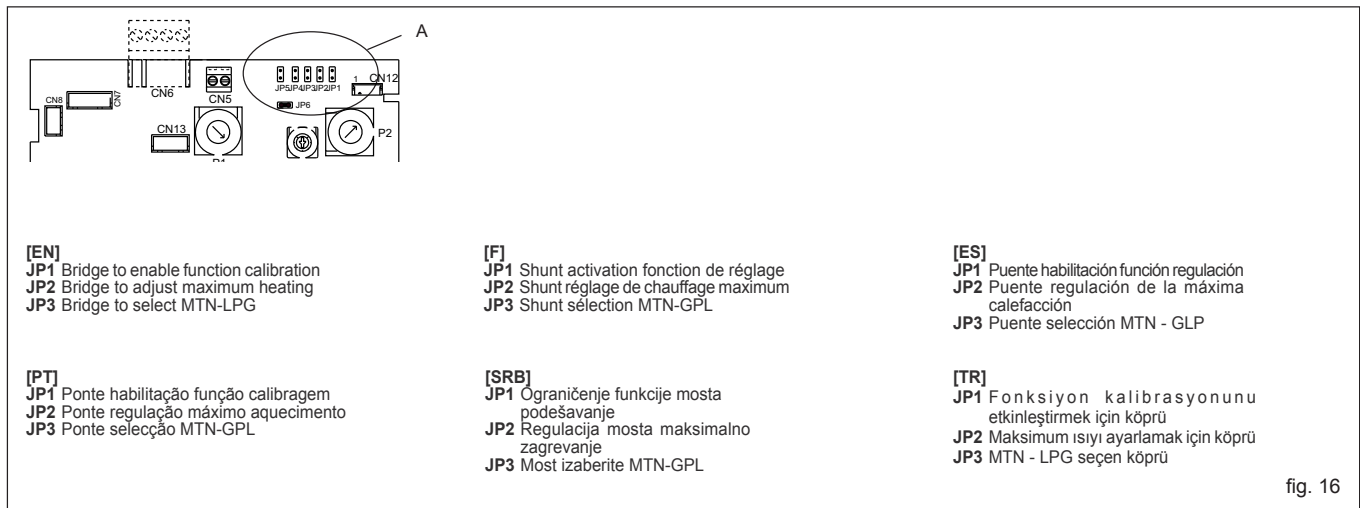 A
CN8
CN7
CN6
CN5
JP5 JP4 JP3 JP2 JP1
1 CN12
JP6
CN13
P2
[EN]
JP1 Bridge to enable function calibration
JP2 Bridge to adjust maximum heating
JP3 Bridge to select MTN-LPG
[F]
JP1 Shunt activation fonction de réglage
JP2 Shunt réglage de chauffage maximum
JP3 Shunt sélection MTN-GPL
[ES]
JP1 Puente habilitación función regulación
JP2 Puente regulación de la máxima
calefacción
JP3 Puente selección MTN - GLP
[PT]
JP1 Ponte habilitação função calibragem
JP2 Ponte regulação máximo aquecimento
JP3 Ponte selecção MTN-GPL
[SRB]
JP1 Ograničenje funkcije mosta
podešavanje
JP2 Regulacija mosta maksimalno
zagrevanje
JP3 Most izaberite MTN-GPL
[TR]
JP1 Fonksiyon kalibrasyonunu
etkinleştirmek için köprü
JP2 Maksimum ısıyı ayarlamak için köprü
JP3 MTN - LPG seçen köprü
fig. 16